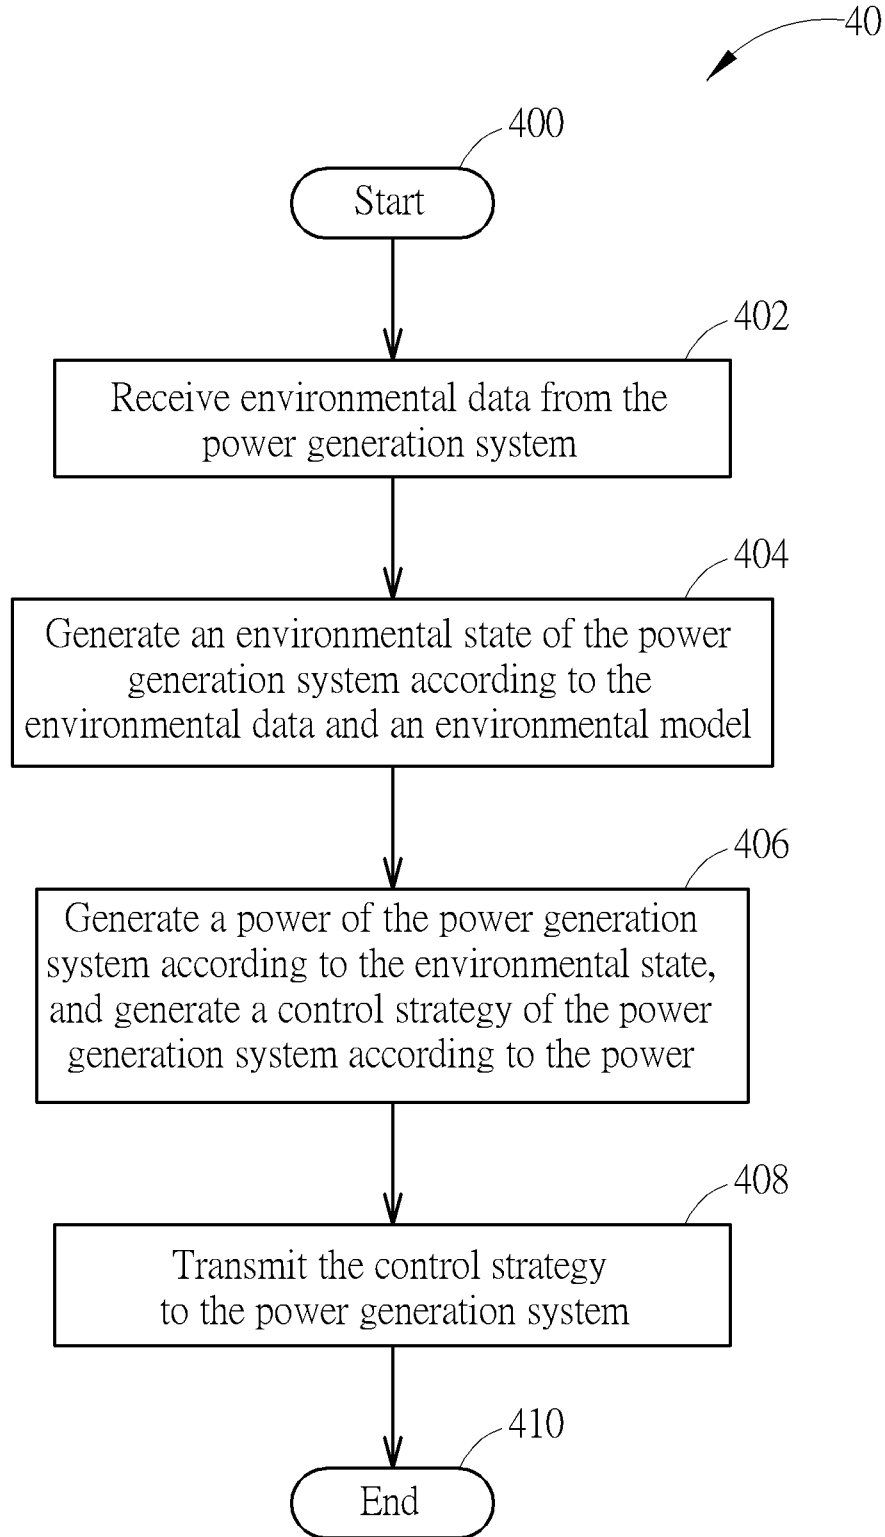 40
400
Start
402
Receive environmental data from the
power generation system
404
Generate an environmental state of the power
generation system according to the
environmental data and an environmental model
406
Generate a power of the power generation
system according to the environmental state,
and generate a control strategy of the power
generation system according to the power
408
Transmit the control strategy
to the power generation system
410
End